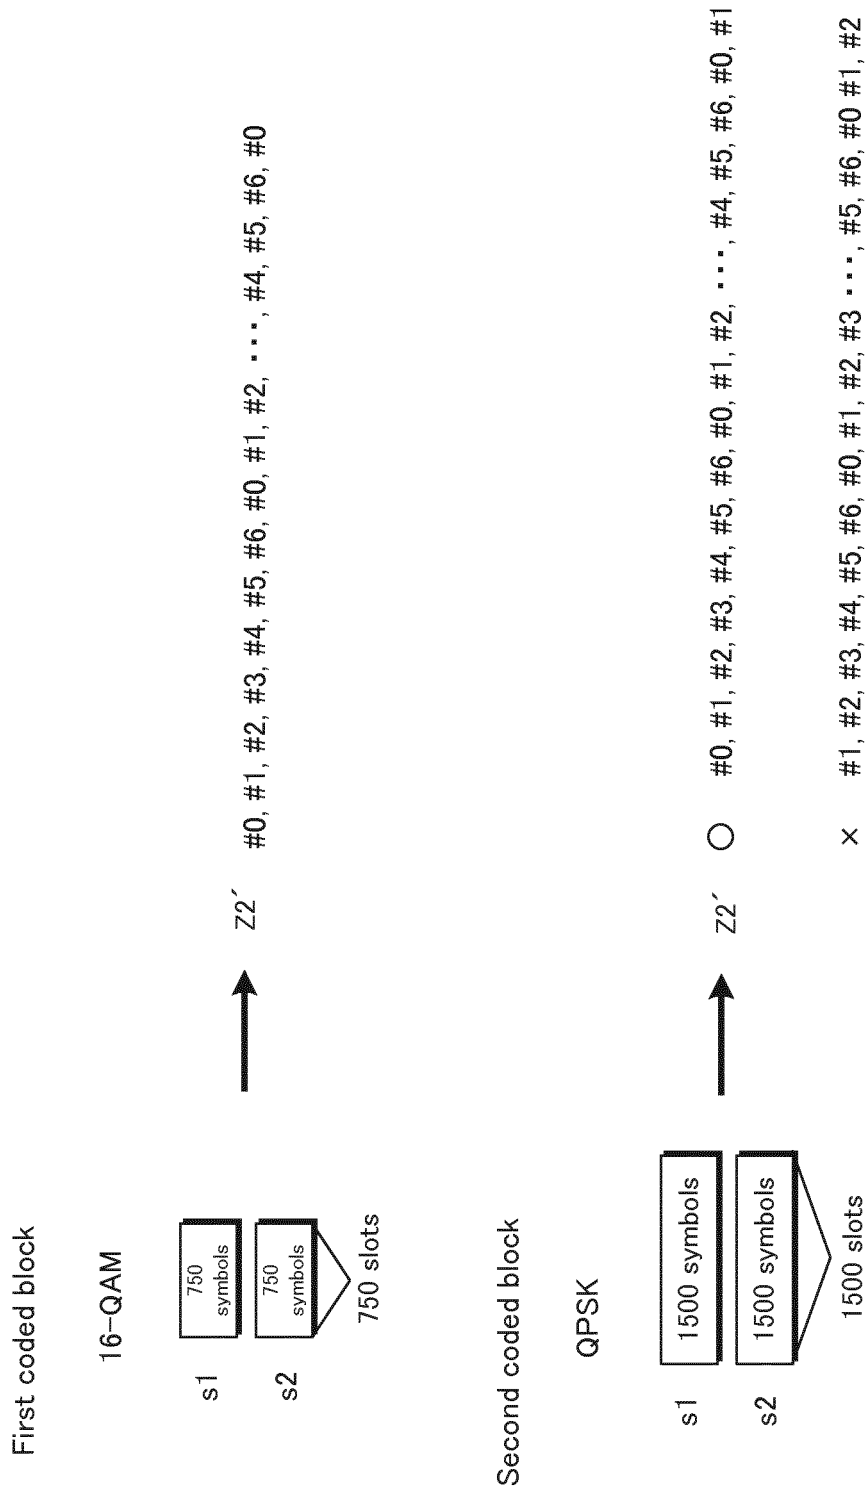 First coded block
16-QAM
s1
750
symbols
s2
750
symbols
750 slots
Z2′
#0, #1, #2, #3, #4, #5, #6, #0, #1, #2, ･･･, #4, #5, #6, #0
Second coded block
QPSK
s1
1500 symbols
s2
1500 symbols
1500 slots
Z2′
○ #0, #1, #2, #3, #4, #5, #6, #0, #1, #2, ･･･, #4, #5, #6, #0, #1
× #1, #2, #3, #4, #5, #6, #0, #1, #2, #3 ･･･, #5, #6, #0 #1, #2